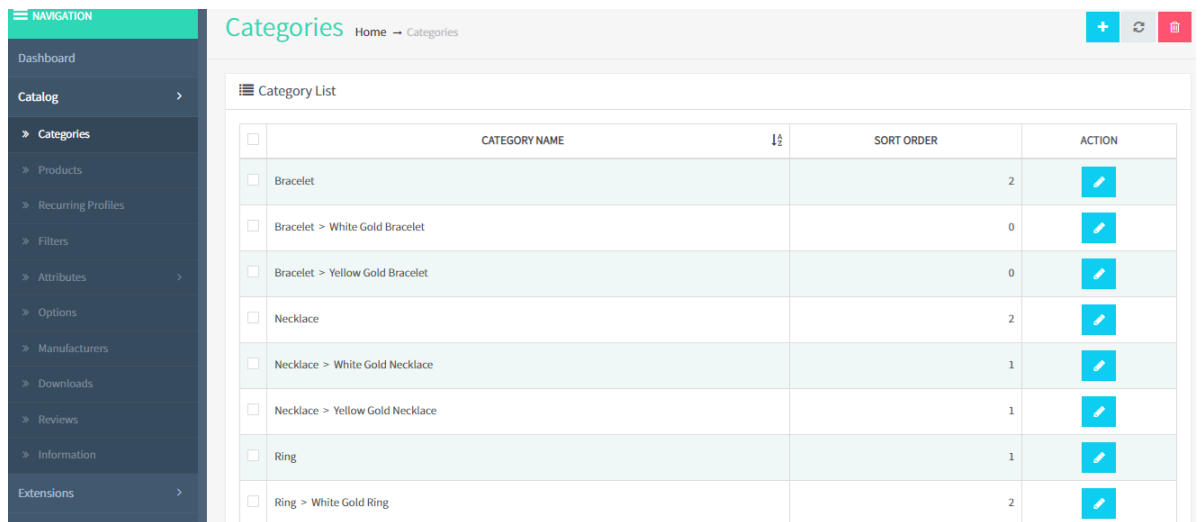 NAVIGATION
Dashboard
Catalog
Categories
Products
Recurring Profiles
Filters
Attributes
Options
Manufacturers
Downloads
Reviews
Information
Extensions
Categories Home → Categories
Category List
CATEGORY NAME SORT ORDER ACTION
Bracelet 2
Bracelet > White Gold Bracelet 0
Bracelet > Yellow Gold Bracelet 0
Necklace 2
Necklace > White Gold Necklace 1
Necklace > Yellow Gold Necklace 1
Ring 1
Ring > White Gold Ring 2